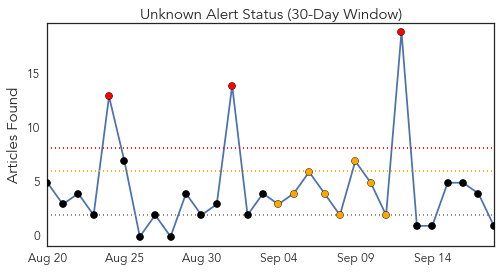 Unknown Alert Status (30-Day Window)
Articles Found
15
10
5
0
Aug 20 Aug 25 Aug 30 Sep 04 Sep 09 Sep 14